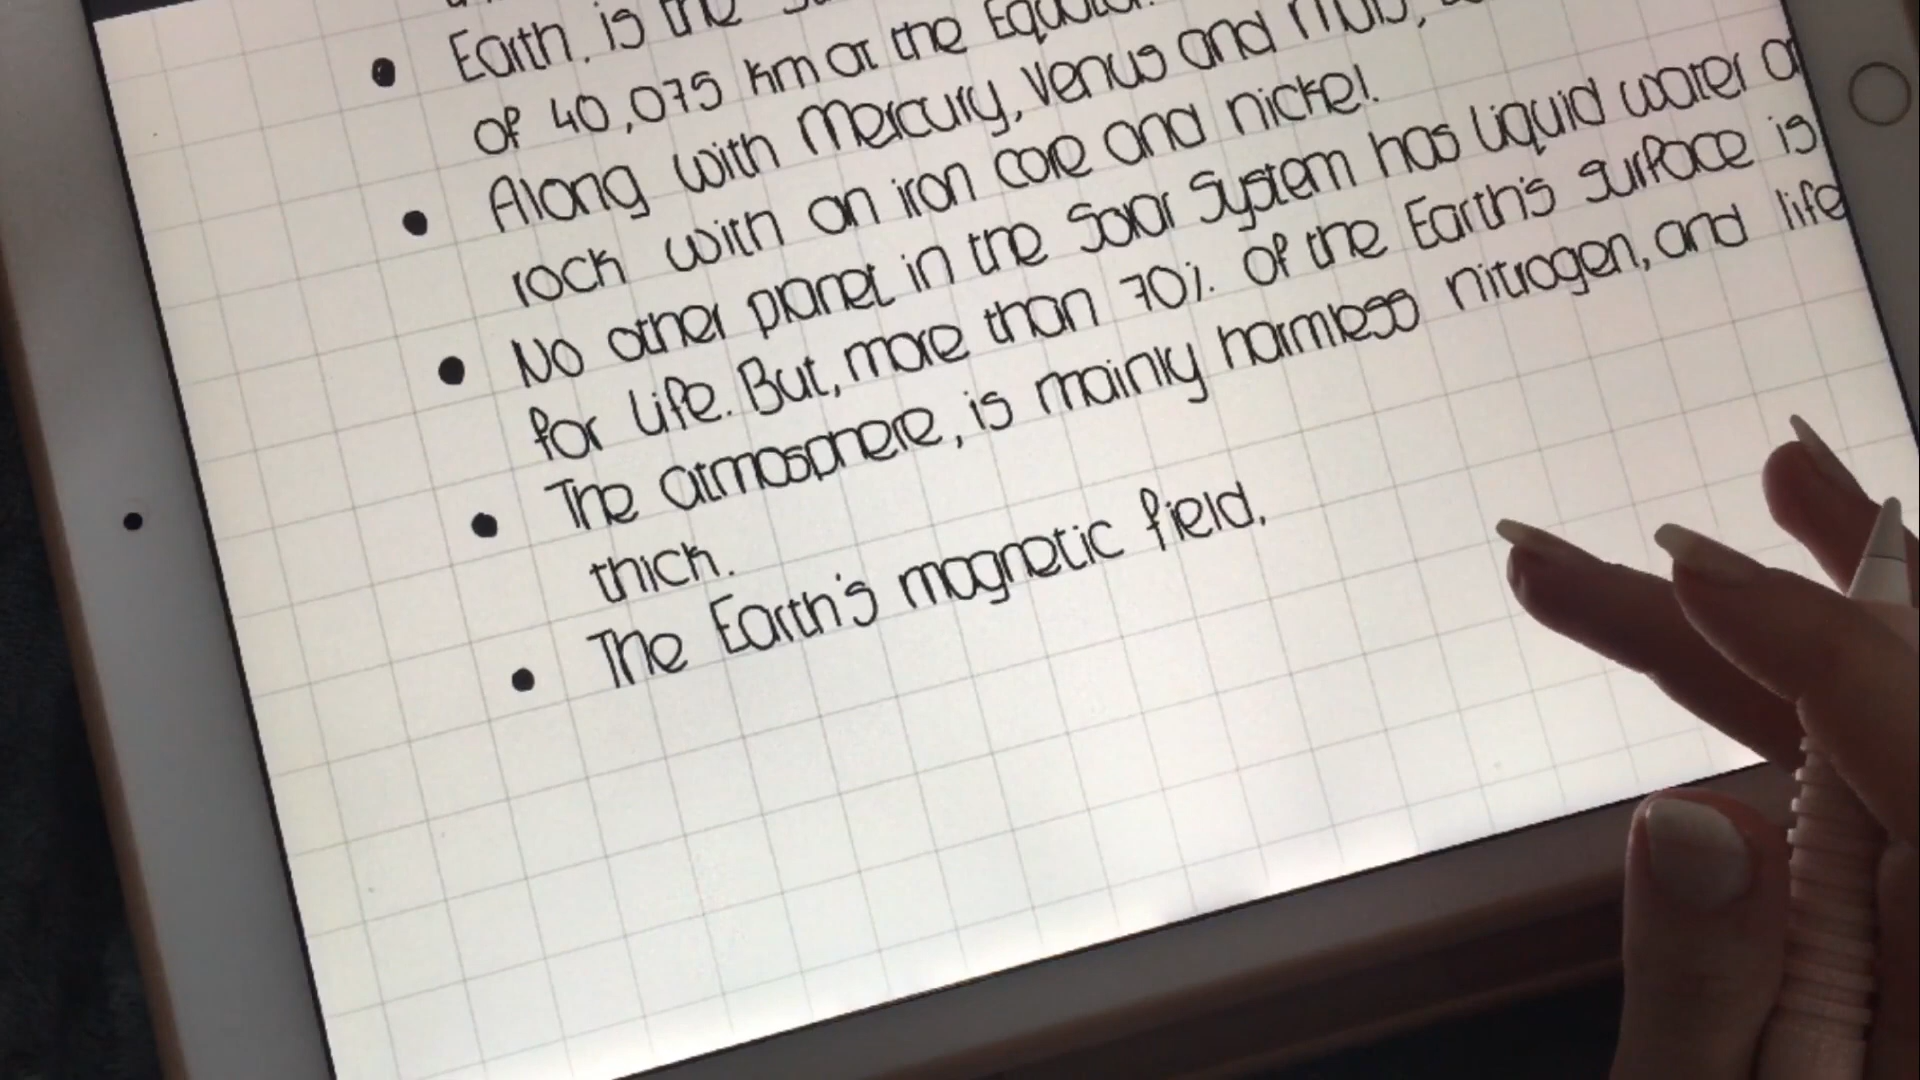 Earth. is the
of 40,075 km at the Equator.
Along with Mercury, Venus and Mars,
rock with an iron core and nickel.
No other planet in the Solar System has liquid water
for life. But, more than 70%. Of the Earth's surface is
The atmosphere, is mainly harmless nitrogen, and life
thick.
The Earth's magnetic field.